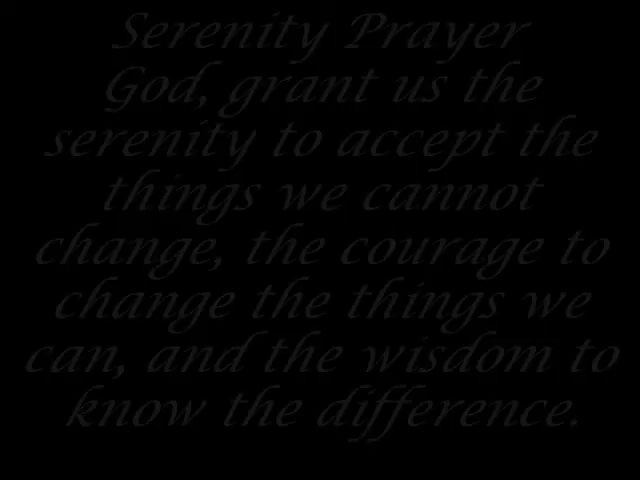 Serenity Prayer
God, grant us the
serenity to accept the
things we cannot
change, the courage to
change the things we
can, and the wisdom to
know the difference.